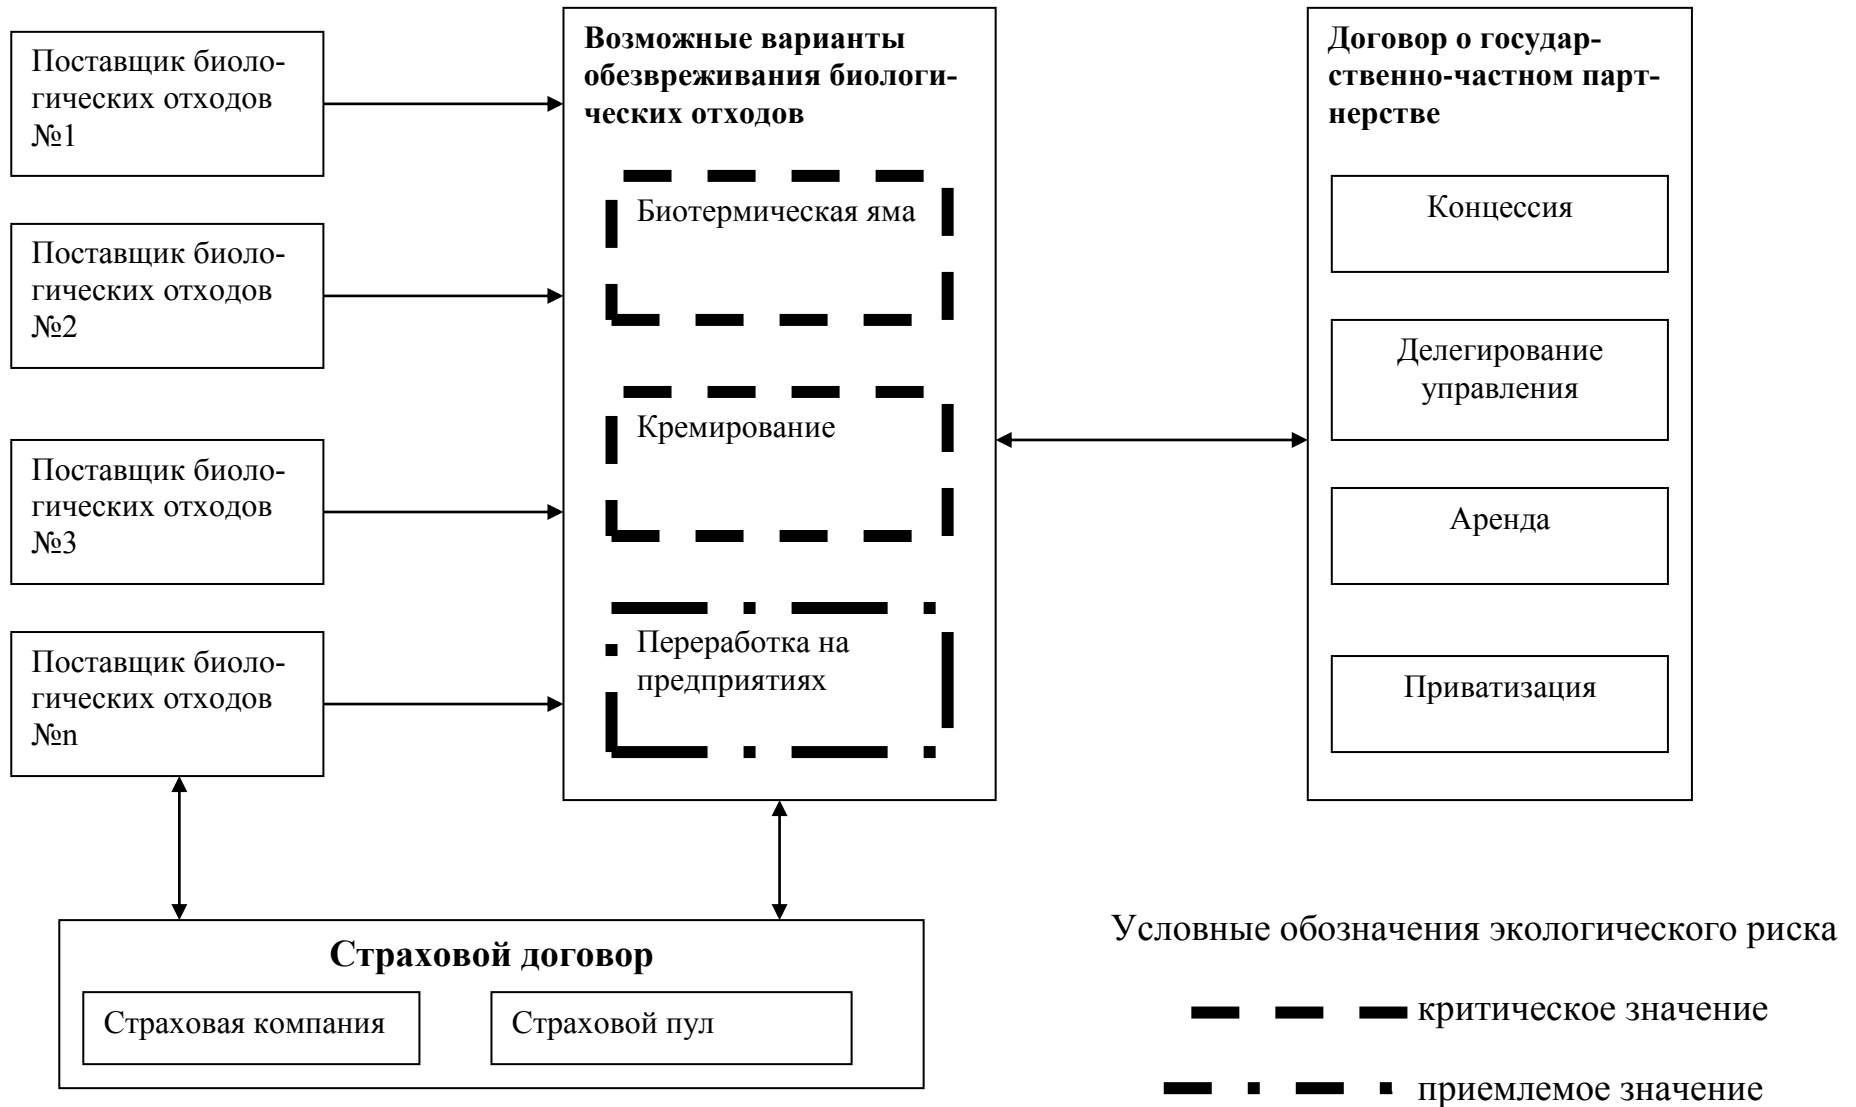 Поставщик биоло-
гических отходов
№1
Поставщик биоло-
гических отходов
№2
Поставщик биоло-
гических отходов
№3
Поставщик биоло-
гических отходов
№n
Возможные варианты
обезвреживания биологи-
ческих отходов
Биотермическая яма
Кремирование
Переработка на
предприятиях
Договор о государ-
ственно-частном парт-
нерстве
Концессия
Делегирование
управления
Аренда
Приватизация
Страховой договор
Страховая компания
Страховой пул
Условные обозначения экологического риска
критическое значение
приемлемое значение